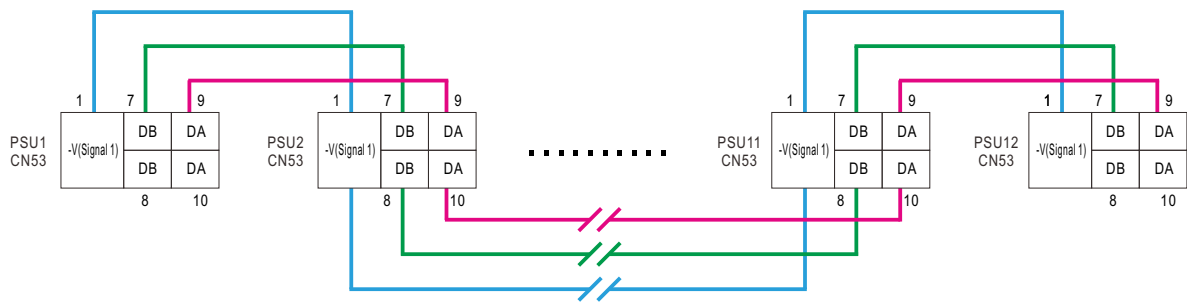 1 7 9 1 7 9 1 7 9 1 7 9
PSU1
CN53
-V(Signal 1)
DB DA
DB DA
PSU2
CN53
-V(Signal 1)
DB DA
DB DA
PSU11
CN53
-V(Signal 1)
DB DA
DB DA
PSU12
CN53
-V(Signal 1)
DB DA
DB DA
8 10 8 10 8 10 8 10